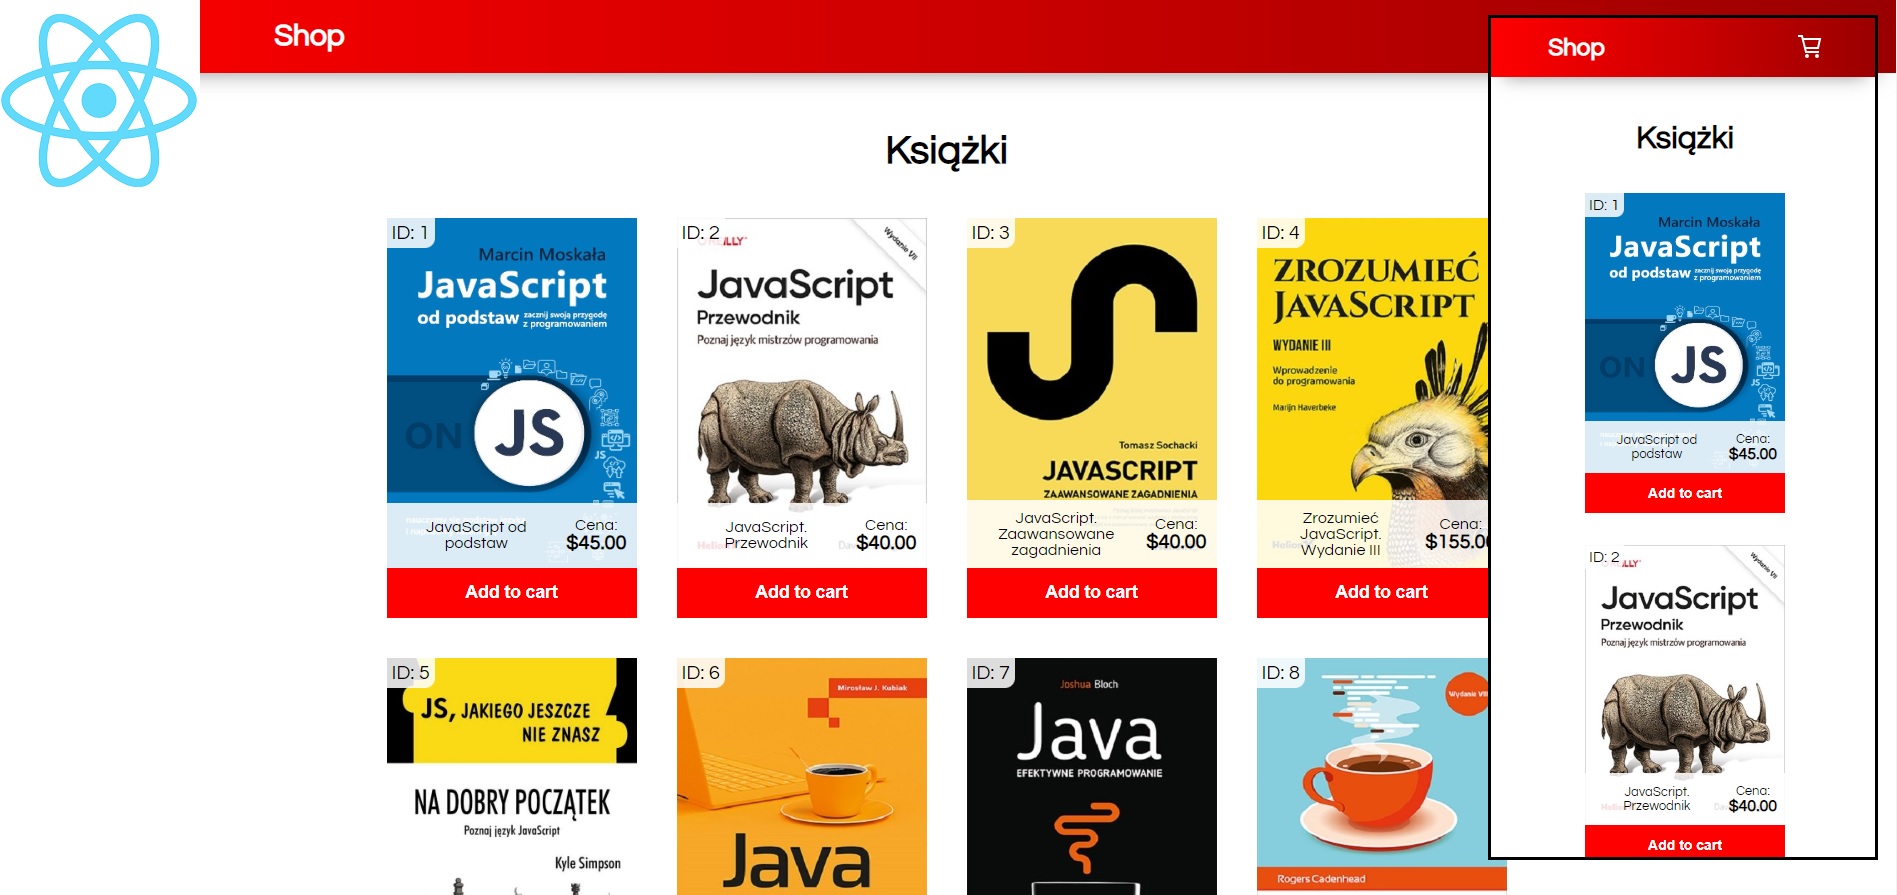 Shop
Książki
ID: 1
Marcin Moskała
JavaScript
od podstaw zacznij swoją przygodę
z programowaniem
ON JS
JS
JavaScript od
podstaw
Cena:
$45.00
Add to cart
ID: 2
Wydanie VII
JavaScript
Przewodnik
Poznaj język mistrzów programowania
JavaScript.
Przewodnik
Cena:
$40.00
Add to cart
ID: 3
Tomasz Sochacki
JAVASCRIPT
ZAAWANSOWANE ZAGADNIENIA
JavaScript.
Zaawansowane
zagadnienia
Cena:
$40.00
Add to cart
ID: 4
ZROZUMIEĆ
JAVASCRIPT
WYDANIE III
Wprowadzenie
do programowania
Marijn Haverbeke
Zrozumieć
JavaScript.
Wydanie III
Cena:
$155.00
Add to cart
ID: 5
JS, JAKIEGO JESZCZE
NIE ZNASZ
NA DOBRY POCZĄTEK
Poznaj język JavaScript
Kyle Simpson
ID: 6
Mirosław J. Kubiak
Java
ID: 7
Joshua Bloch
Java
EFEKTYWNE PROGRAMOWANIE
ID: 8
Wydanie VIII
Rogers Cadenhead
Shop
Książki
ID: 1
Marcin Moskała
JavaScript
od podstaw zacznij swoją przygodę
z programowaniem
ON JS
JS
JavaScript od
podstaw
Cena:
$45.00
Add to cart
ID: 2
Wydanie VII
JavaScript
Przewodnik
Poznaj język mistrzów programowania
JavaScript.
Przewodnik
Cena:
$40.00
Add to cart